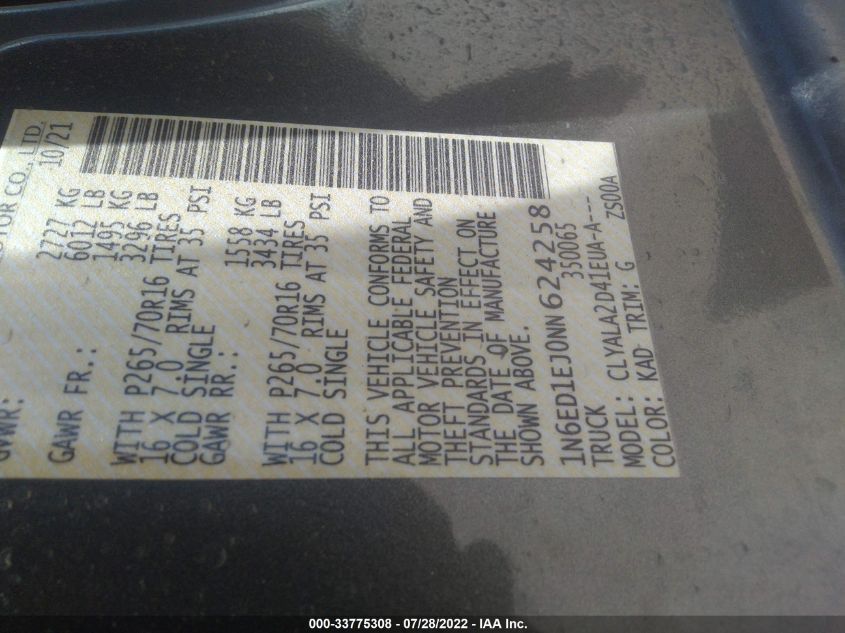 MOTOR CO., LTD.
10/21
GVWR: 2727 KG
6012 LB
GAWR FR.: 1495 KG
3296 LB
WITH P265/70R16 TIRES
16 X 7.0 RIMS AT 35 PSI
COLD SINGLE
GAWR RR.: 1558 KG
3434 LB
WITH P265/70R16 TIRES
16 X 7.0 RIMS AT 35 PSI
COLD SINGLE
THIS VEHICLE CONFORMS TO
ALL APPLICABLE FEDERAL
MOTOR VEHICLE SAFETY AND
THEFT PREVENTION
STANDARDS IN EFFECT ON
THE DATE OF MANUFACTURE
SHOWN ABOVE.
1N6ED1EJ0NN624258
TRUCK 350065
MODEL: CLYALA2D41EUA-A---
COLOR: KAD TRIM: G ZS00A
000-33775308 - 07/28/2022 - IAA Inc.